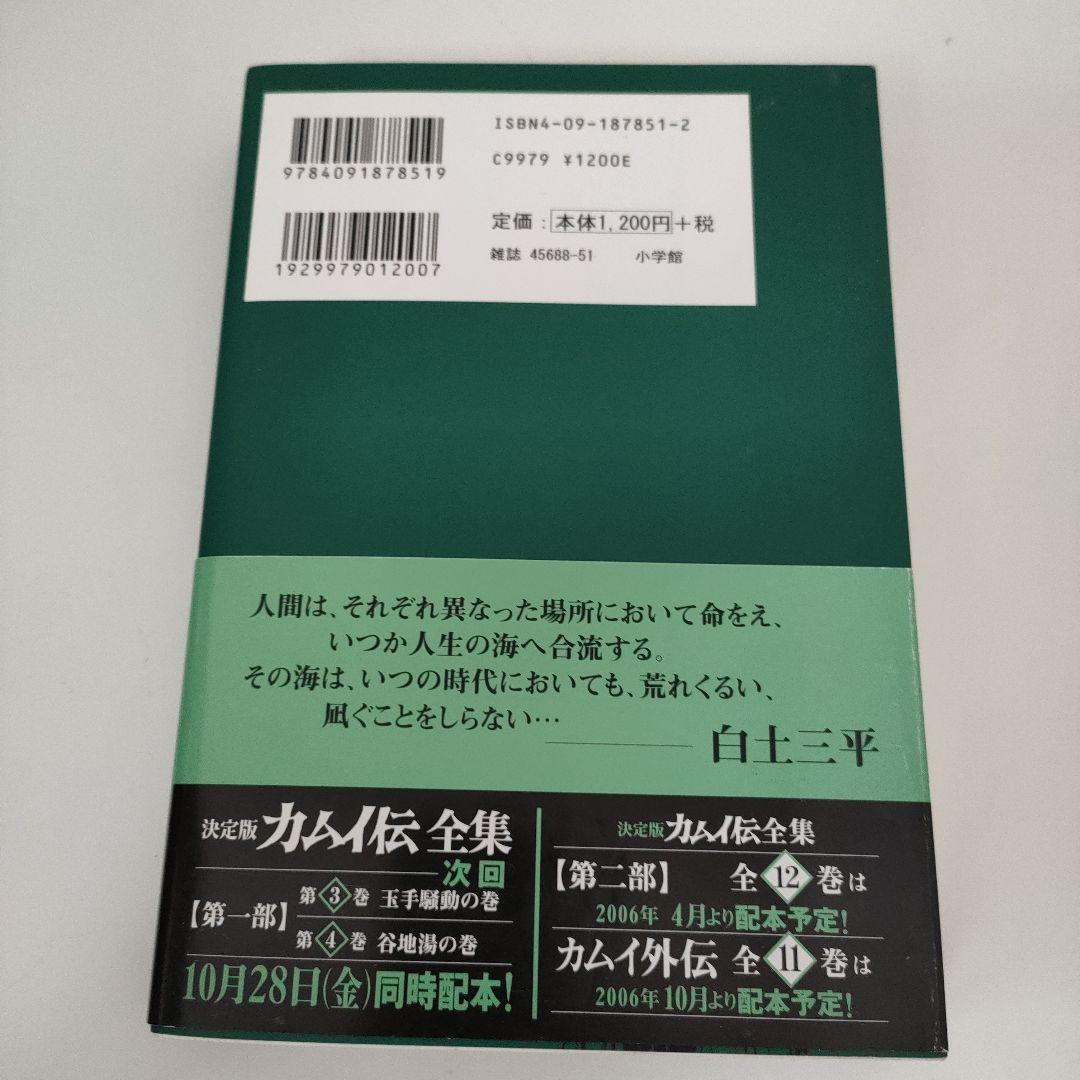 ISBN4-09-187851-2
C9979 ¥1200E
9784091878519
定価：本体1,200円＋税
雑誌 45688-51 小学館
1929979012007
人間は、それぞれ異なった場所において命をえ、
いつか人生の海へ合流する。
その海は、いつの時代においても、荒れくるい、
凪ぐことをしらない…
白土三平
決定版 カムイ伝 全集
次回
【第一部】
第3巻 玉手騒動の巻
第4巻 谷地湯の巻
10月28日(金)同時配本！
決定版 カムイ伝全集
【第二部】 全12巻は
2006年 4月より配本予定！
カムイ外伝 全11巻は
2006年 10月より配本予定！